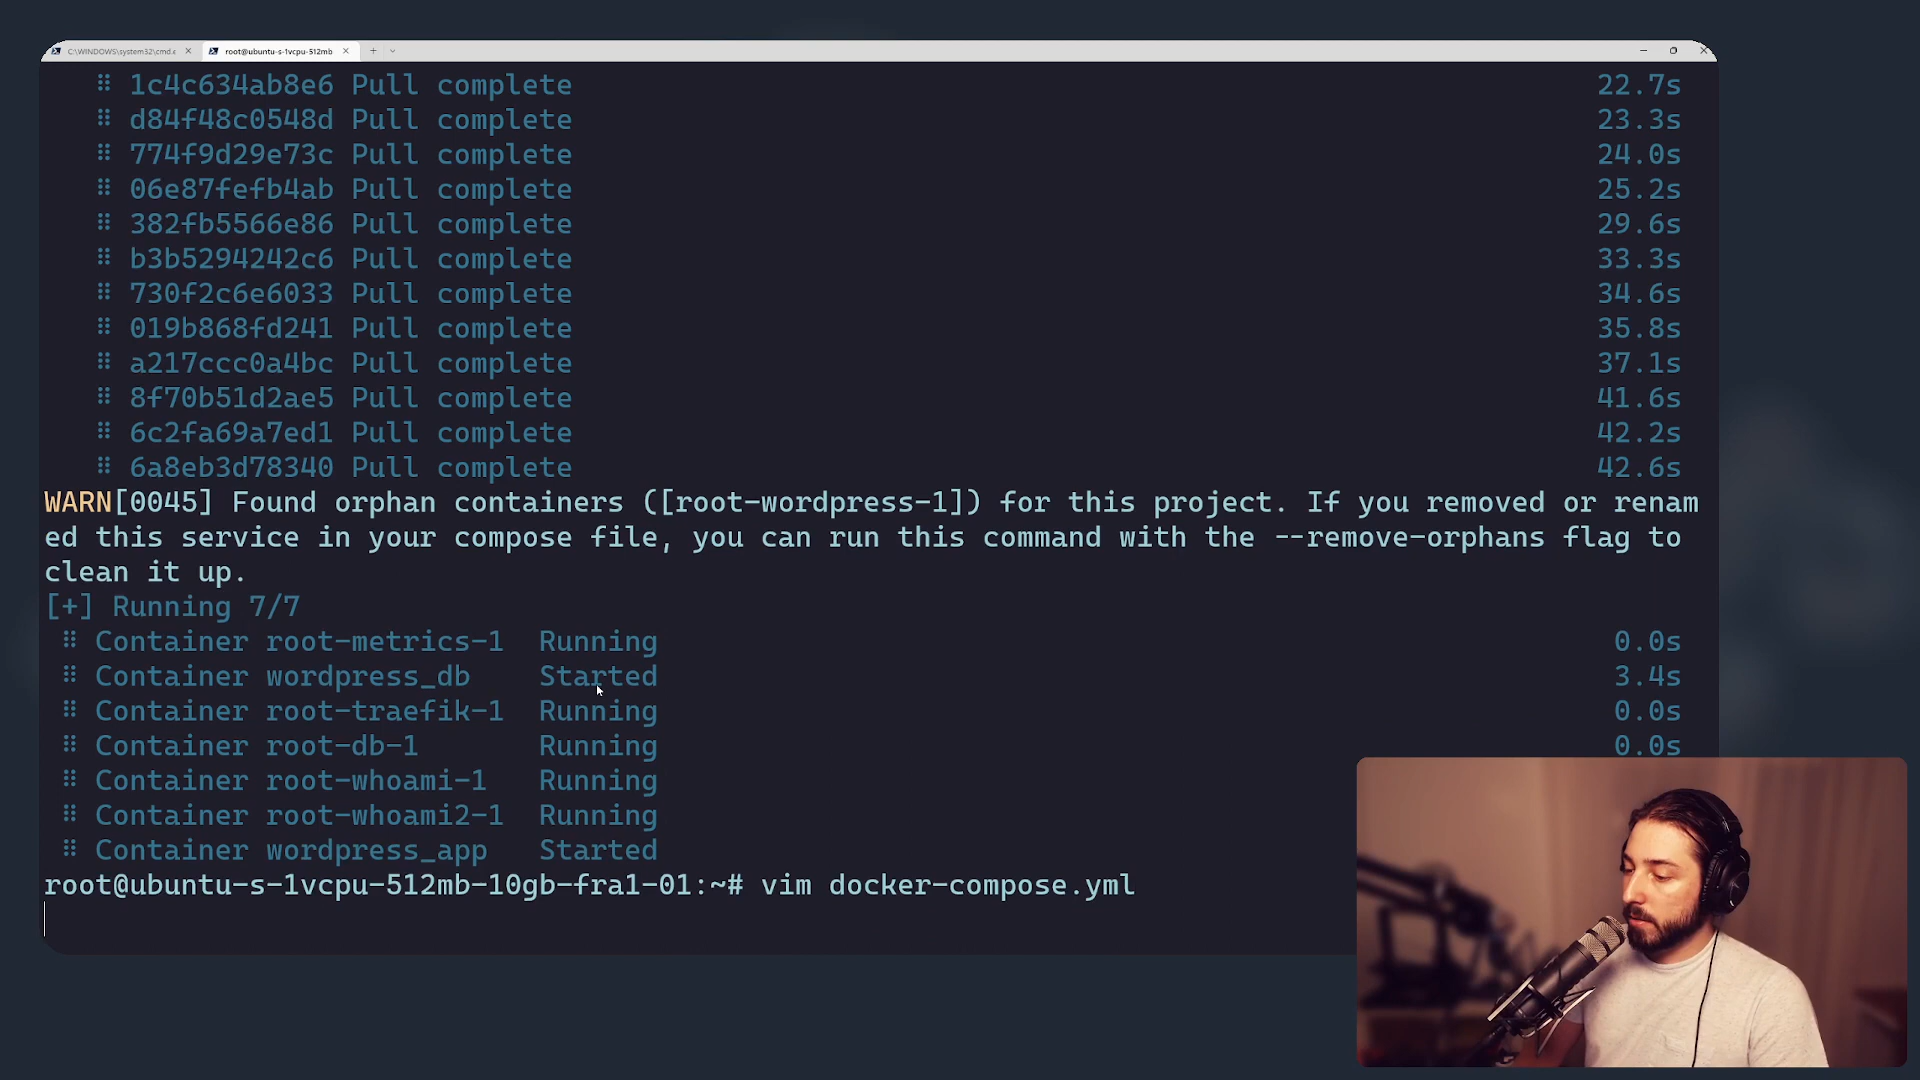 C:\WINDOWS\system32\cmd.x
root@ubuntu-s-1vcpu-512mb
1c4c634ab8e6 Pull complete 22.7s
d84f48c0548d Pull complete 23.3s
774f9d29e73c Pull complete 24.0s
06e87fefb4ab Pull complete 25.2s
382fb5566e86 Pull complete 29.6s
b3b5294242c6 Pull complete 33.3s
730f2c6e6033 Pull complete 34.6s
019b868fd241 Pull complete 35.8s
a217ccc0a4bc Pull complete 37.1s
8f70b51d2ae5 Pull complete 41.6s
6c2fa69a7ed1 Pull complete 42.2s
6a8eb3d78340 Pull complete 42.6s
WARN[0045] Found orphan containers ([root-wordpress-1]) for this project. If you removed or renam
ed this service in your compose file, you can run this command with the --remove-orphans flag to
clean it up.
[+] Running 7/7
Container root-metrics-1 Running 0.0s
Container wordpress_db Started 3.4s
Container root-traefik-1 Running 0.0s
Container root-db-1 Running 0.0s
Container root-whoami-1 Running
Container root-whoami2-1 Running
Container wordpress_app Started
root@ubuntu-s-1vcpu-512mb-10gb-fra1-01:~# vim docker-compose.yml